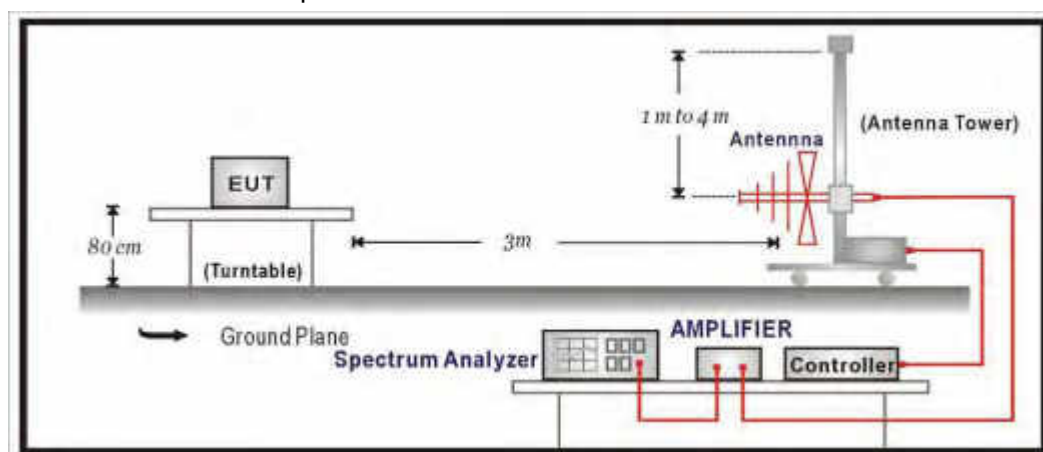 1 m to 4 m
(Antenna Tower)
Antennna
EUT
80 cm
3m
(Turntable)
Ground Plane
AMPLIFIER
Spectrum Analyzer
Controller